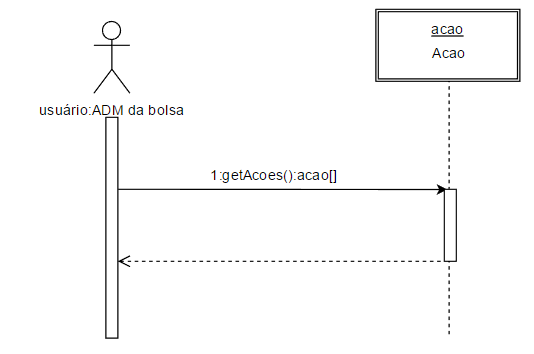 acao
Acao
usuário:ADM da bolsa
1:getAcoes():acao[]